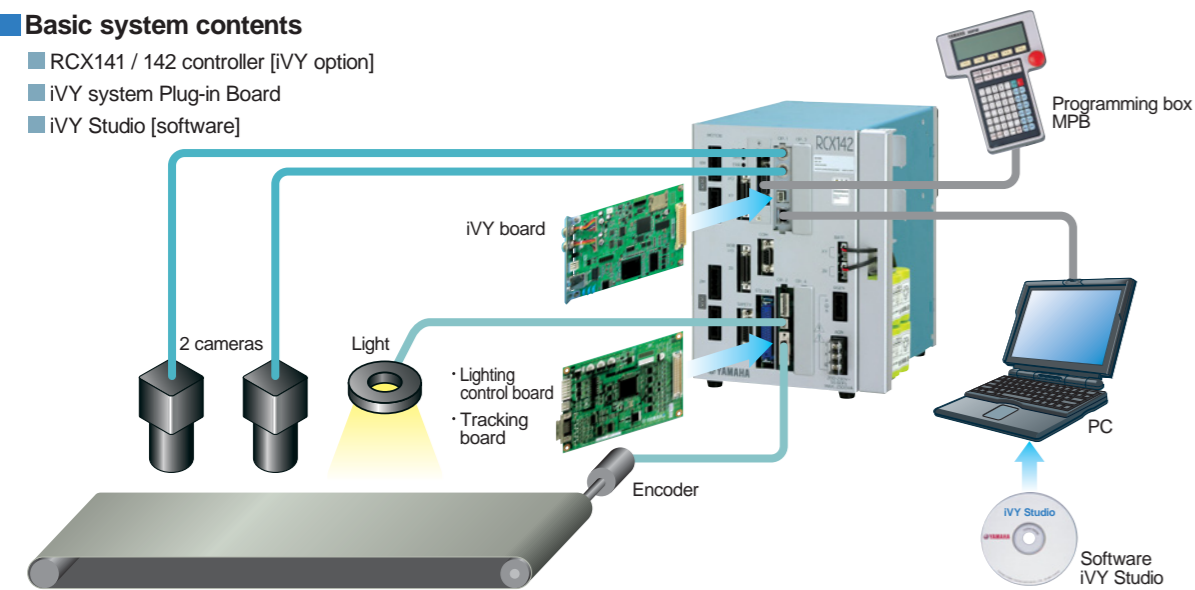 Basic system contents
RCX141 / 142 controller [iVY option]
iVY system Plug-in Board
iVY Studio [software]
Programming box
MPB
RCX142
iVY board
2 cameras
Light
・Lighting
control board
・Tracking
board
YAMAHA
Encoder
PC
iVY Studio
YAMAHA
Software
iVY Studio